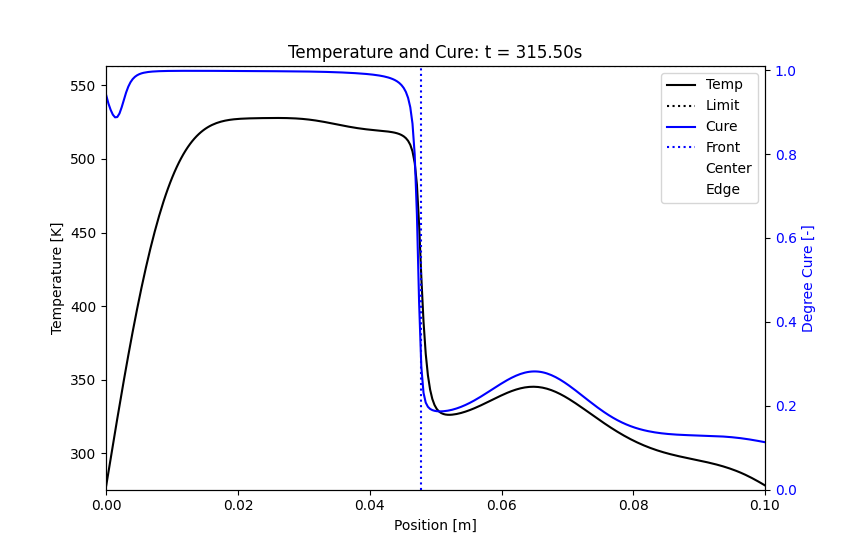 Temperature and Cure: t = 315.50s
Temperature [K]
550
500
450
400
350
300
Temp
Limit
Cure
Front
Center
Edge
1.0
0.8
0.6
0.4
0.2
0.0
Degree Cure [-]
0.00 0.02 0.04 0.06 0.08 0.10
Position [m]